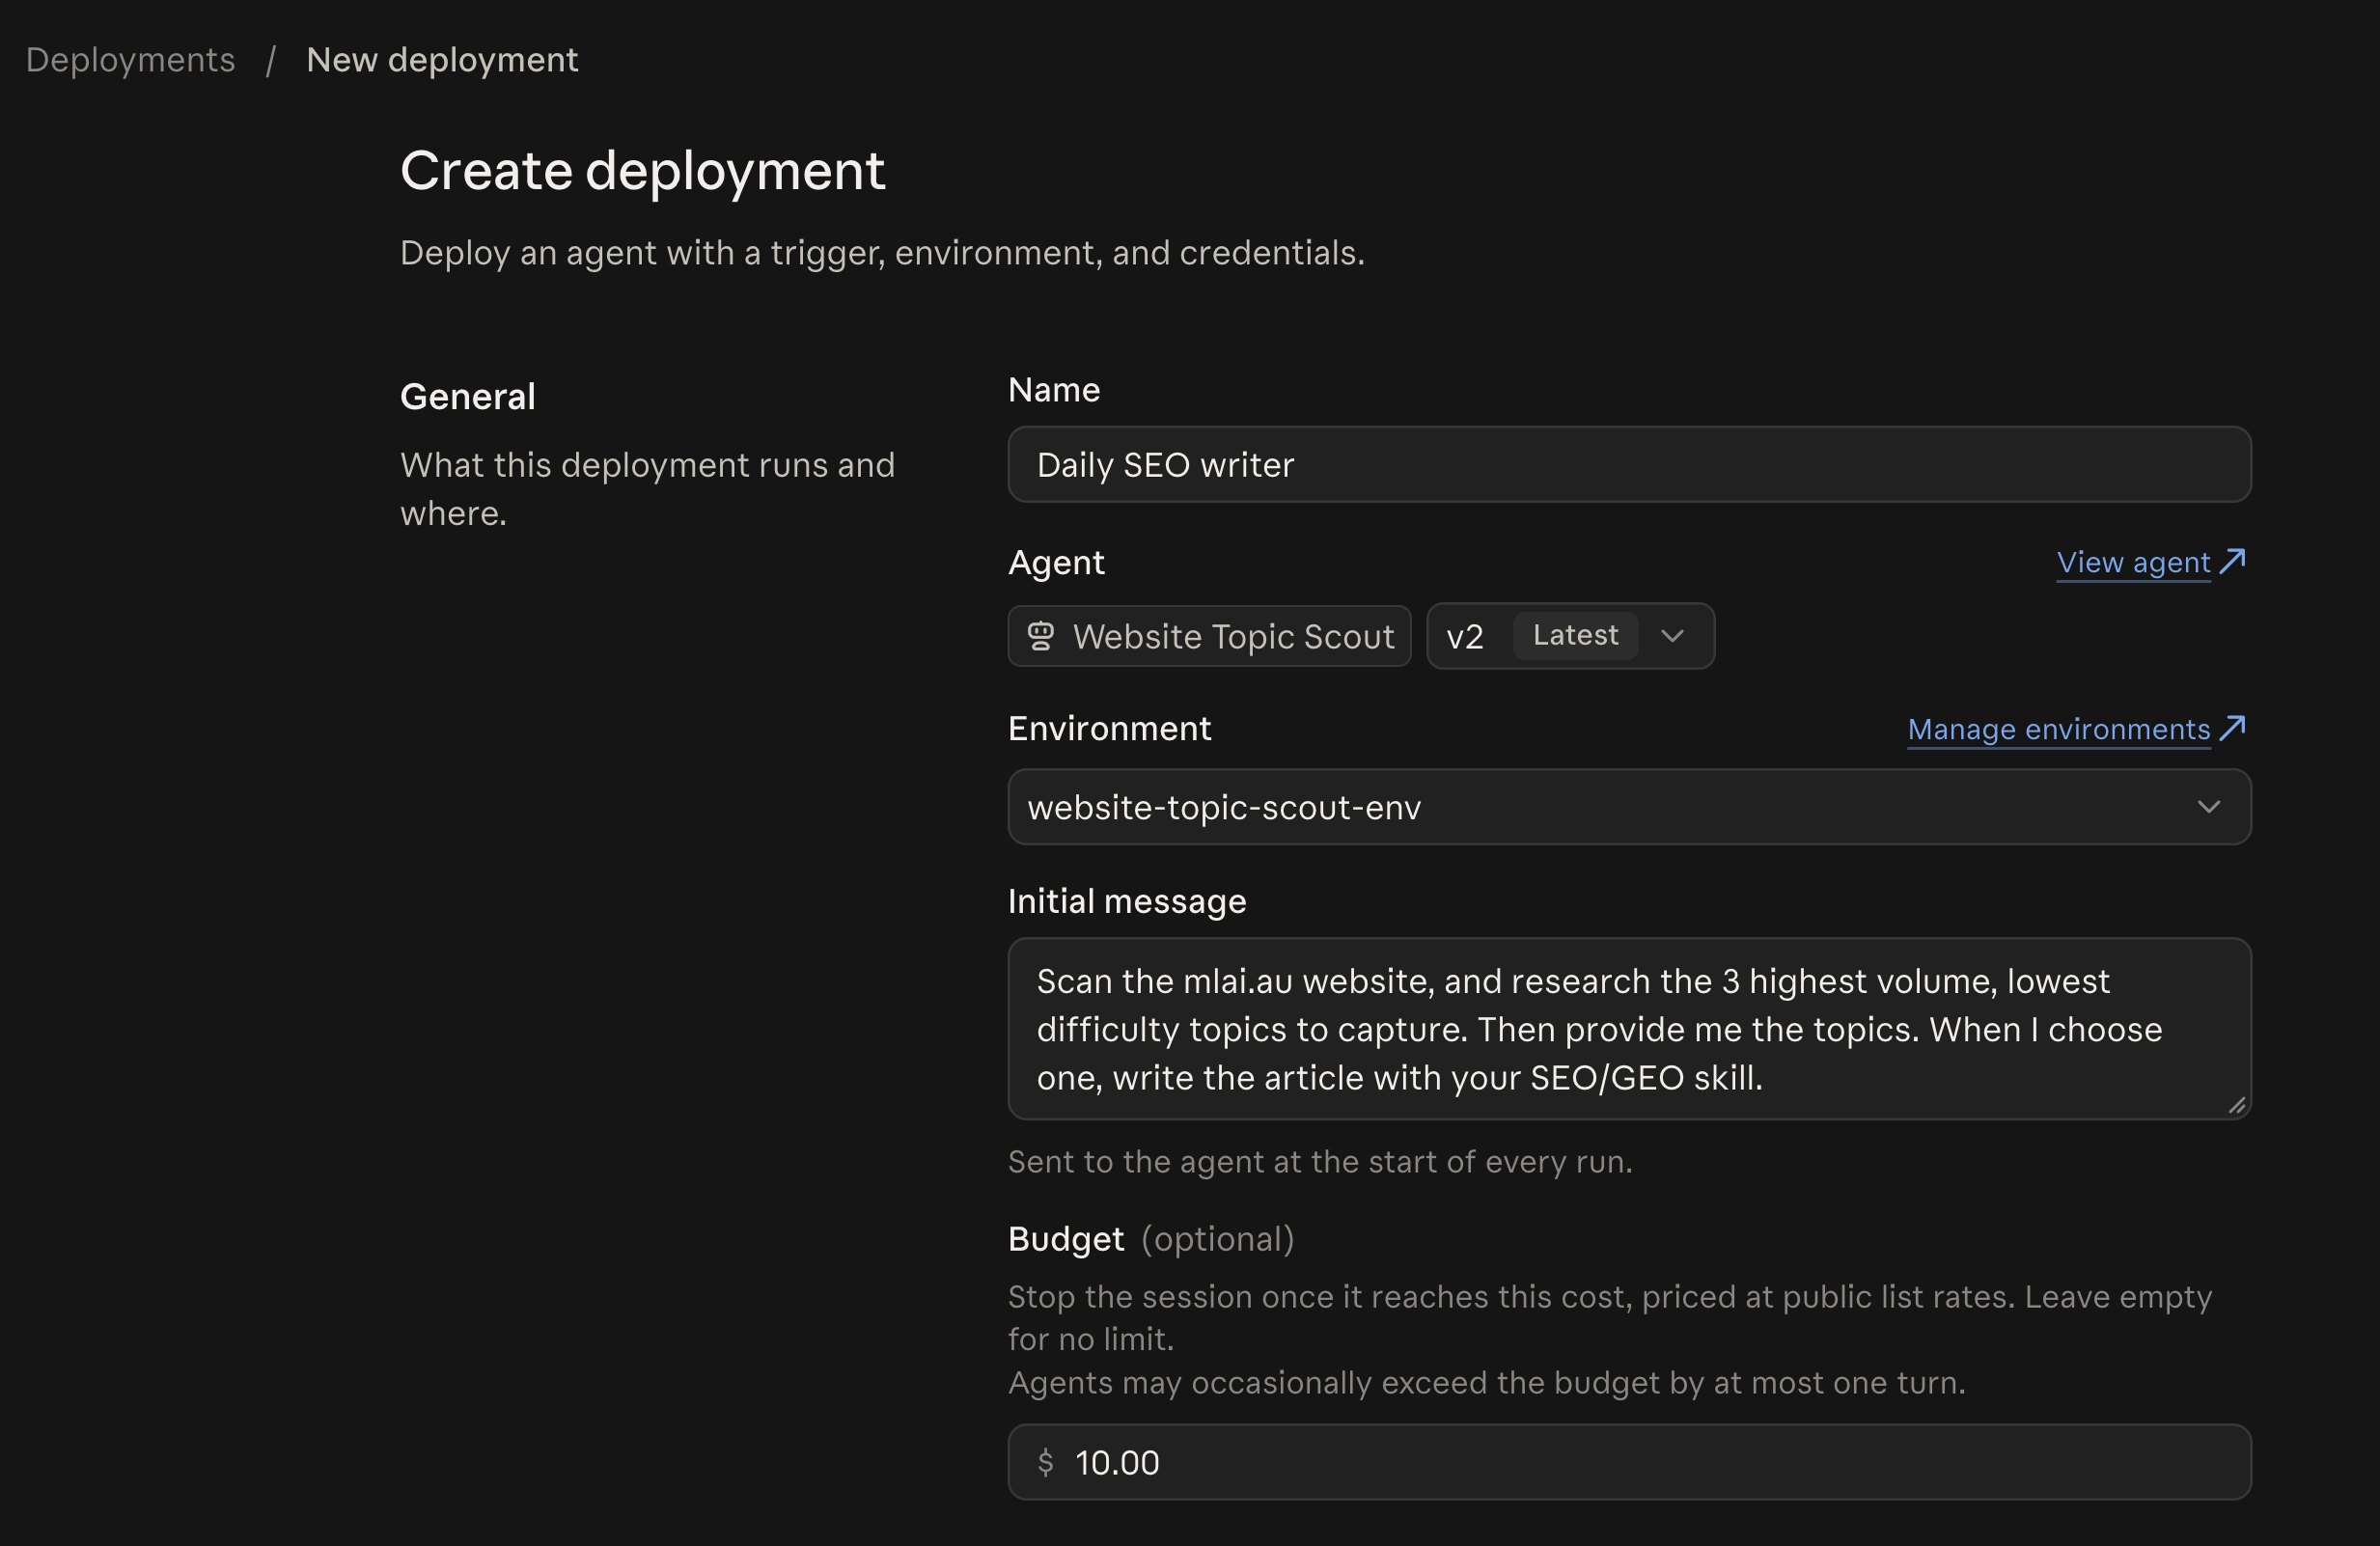 Deployments / New deployment
Create deployment
Deploy an agent with a trigger, environment, and credentials.
General
What this deployment runs and
where.
Name
Daily SEO writer
Agent
View agent
Website Topic Scout
v2 Latest
Environment
Manage environments
website-topic-scout-env
Initial message
Scan the mlai.au website, and research the 3 highest volume, lowest
difficulty topics to capture. Then provide me the topics. When I choose
one, write the article with your SEO/GEO skill.
Sent to the agent at the start of every run.
Budget (optional)
Stop the session once it reaches this cost, priced at public list rates. Leave empty
for no limit.
Agents may occasionally exceed the budget by at most one turn.
$ 10.00